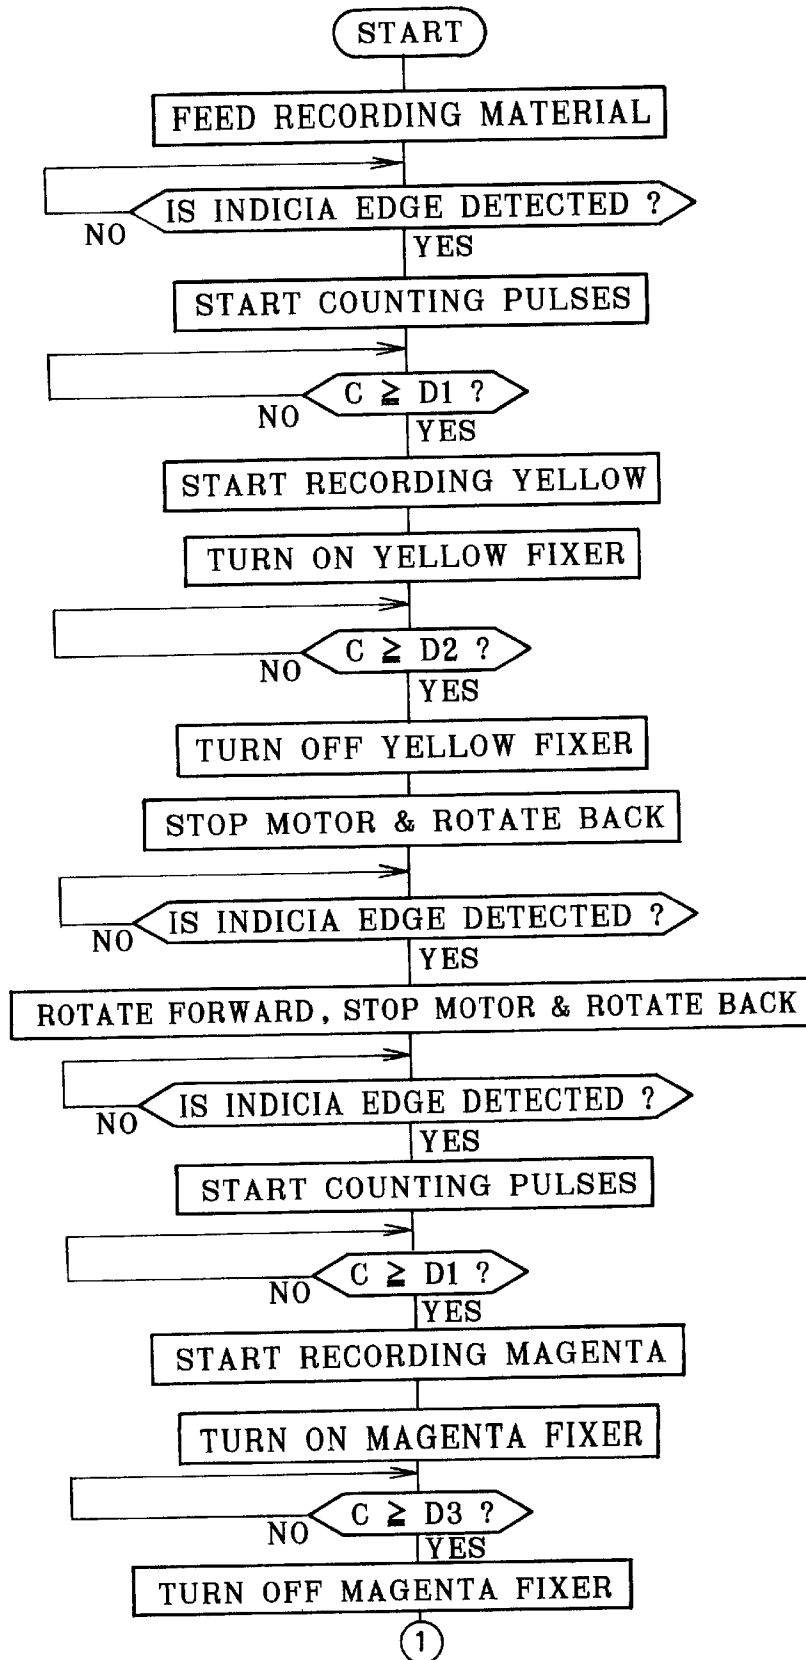 START
FEED RECORDING MATERIAL
IS INDICIA EDGE DETECTED ?
NO
YES
START COUNTING PULSES
C ≧ D1 ?
NO
YES
START RECORDING YELLOW
TURN ON YELLOW FIXER
C ≧ D2 ?
NO
YES
TURN OFF YELLOW FIXER
STOP MOTOR & ROTATE BACK
IS INDICIA EDGE DETECTED ?
NO
YES
ROTATE FORWARD, STOP MOTOR & ROTATE BACK
IS INDICIA EDGE DETECTED ?
NO
YES
START COUNTING PULSES
C ≧ D1 ?
NO
YES
START RECORDING MAGENTA
TURN ON MAGENTA FIXER
C ≧ D3 ?
NO
YES
TURN OFF MAGENTA FIXER
1